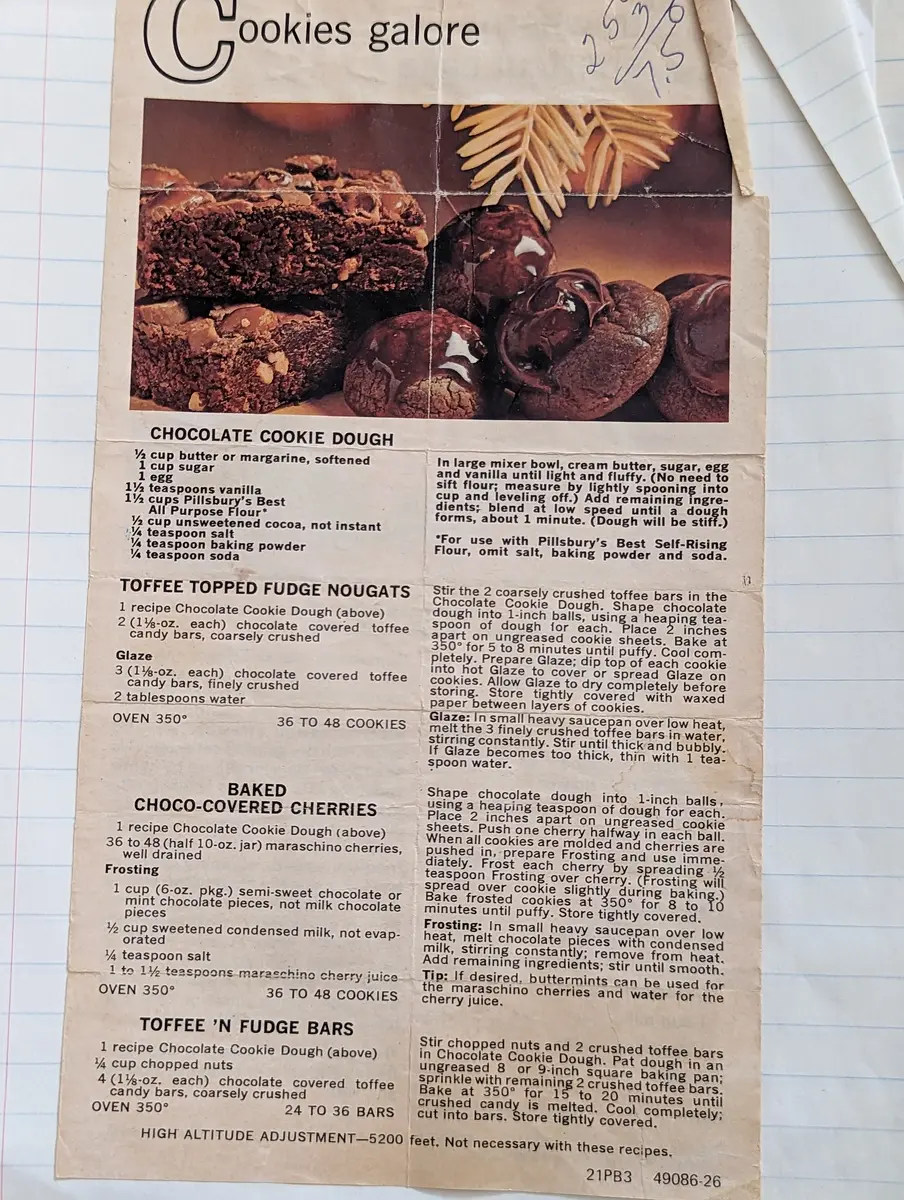 Cookies galore
CHOCOLATE COOKIE DOUGH
½ cup butter or margarine, softened
1 cup sugar
1 egg
1½ teaspoons vanilla
1½ cups Pillsbury's Best
All Purpose Flour*
½ cup unsweetened cocoa, not instant
¼ teaspoon salt
¼ teaspoon baking powder
¼ teaspoon soda
In large mixer bowl, cream butter, sugar, egg
and vanilla until light and fluffy. (No need to
sift flour; measure by lightly spooning into
cup and leveling off.) Add remaining ingre-
dients; blend at low speed until a dough
forms, about 1 minute. (Dough will be stiff.)
*For use with Pillsbury's Best Self-Rising
Flour, omit salt, baking powder and soda.
TOFFEE TOPPED FUDGE NOUGATS
1 recipe Chocolate Cookie Dough (above)
2 (1⅛-oz. each) chocolate covered toffee
candy bars, coarsely crushed
Glaze
3 (1⅛-oz. each) chocolate covered toffee
candy bars, finely crushed
2 tablespoons water
OVEN 350° 36 TO 48 COOKIES
Stir the 2 coarsely crushed toffee bars in the
Chocolate Cookie Dough. Shape chocolate
dough into 1-inch balls, using a heaping tea-
spoon of dough for each. Place 2 inches
apart on ungreased cookie sheets. Bake at
350° for 5 to 8 minutes until puffy. Cool com-
pletely. Prepare Glaze; dip top of each cookie
into hot Glaze to cover or spread Glaze on
cookies. Allow Glaze to dry completely before
storing. Store tightly covered with waxed
paper between layers of cookies.
Glaze: In small heavy saucepan over low heat,
melt the 3 finely crushed toffee bars in water,
stirring constantly. Stir until thick and bubbly.
If Glaze becomes too thick, thin with 1 tea-
spoon water.
BAKED
CHOCO-COVERED CHERRIES
1 recipe Chocolate Cookie Dough (above)
36 to 48 (half 10-oz. jar) maraschino cherries,
well drained
Frosting
1 cup (6-oz. pkg.) semi-sweet chocolate or
mint chocolate pieces, not milk chocolate
pieces
½ cup sweetened condensed milk, not evap-
orated
¼ teaspoon salt
1 to 1½ teaspoons maraschino cherry juice
OVEN 350° 36 TO 48 COOKIES
Shape chocolate dough into 1-inch balls,
using a heaping teaspoon of dough for each.
Place 2 inches apart on ungreased cookie
sheets. Push one cherry halfway in each ball.
When all cookies are molded and cherries are
pushed in, prepare Frosting and use imme-
diately. Frost each cherry by spreading ½
teaspoon Frosting over cherry. (Frosting will
spread over cookie slightly during baking.)
Bake frosted cookies at 350° for 8 to 10
minutes until puffy. Store tightly covered.
Frosting: In small heavy saucepan over low
heat, melt chocolate pieces with condensed
milk, stirring constantly; remove from heat.
Add remaining ingredients; stir until smooth.
Tip: If desired, buttermints can be used for
the maraschino cherries and water for the
cherry juice.
TOFFEE 'N FUDGE BARS
1 recipe Chocolate Cookie Dough (above)
¼ cup chopped nuts
4 (1⅛-oz. each) chocolate covered toffee
candy bars, coarsely crushed
OVEN 350° 24 TO 36 BARS
Stir chopped nuts and 2 crushed toffee bars
in Chocolate Cookie Dough. Pat dough in an
ungreased 8 or 9-inch square baking pan;
sprinkle with remaining 2 crushed toffee bars.
Bake at 350° for 15 to 20 minutes until
crushed candy is melted. Cool completely;
cut into bars. Store tightly covered.
HIGH ALTITUDE ADJUSTMENT—5200 feet. Not necessary with these recipes.
21PB3 49086-26